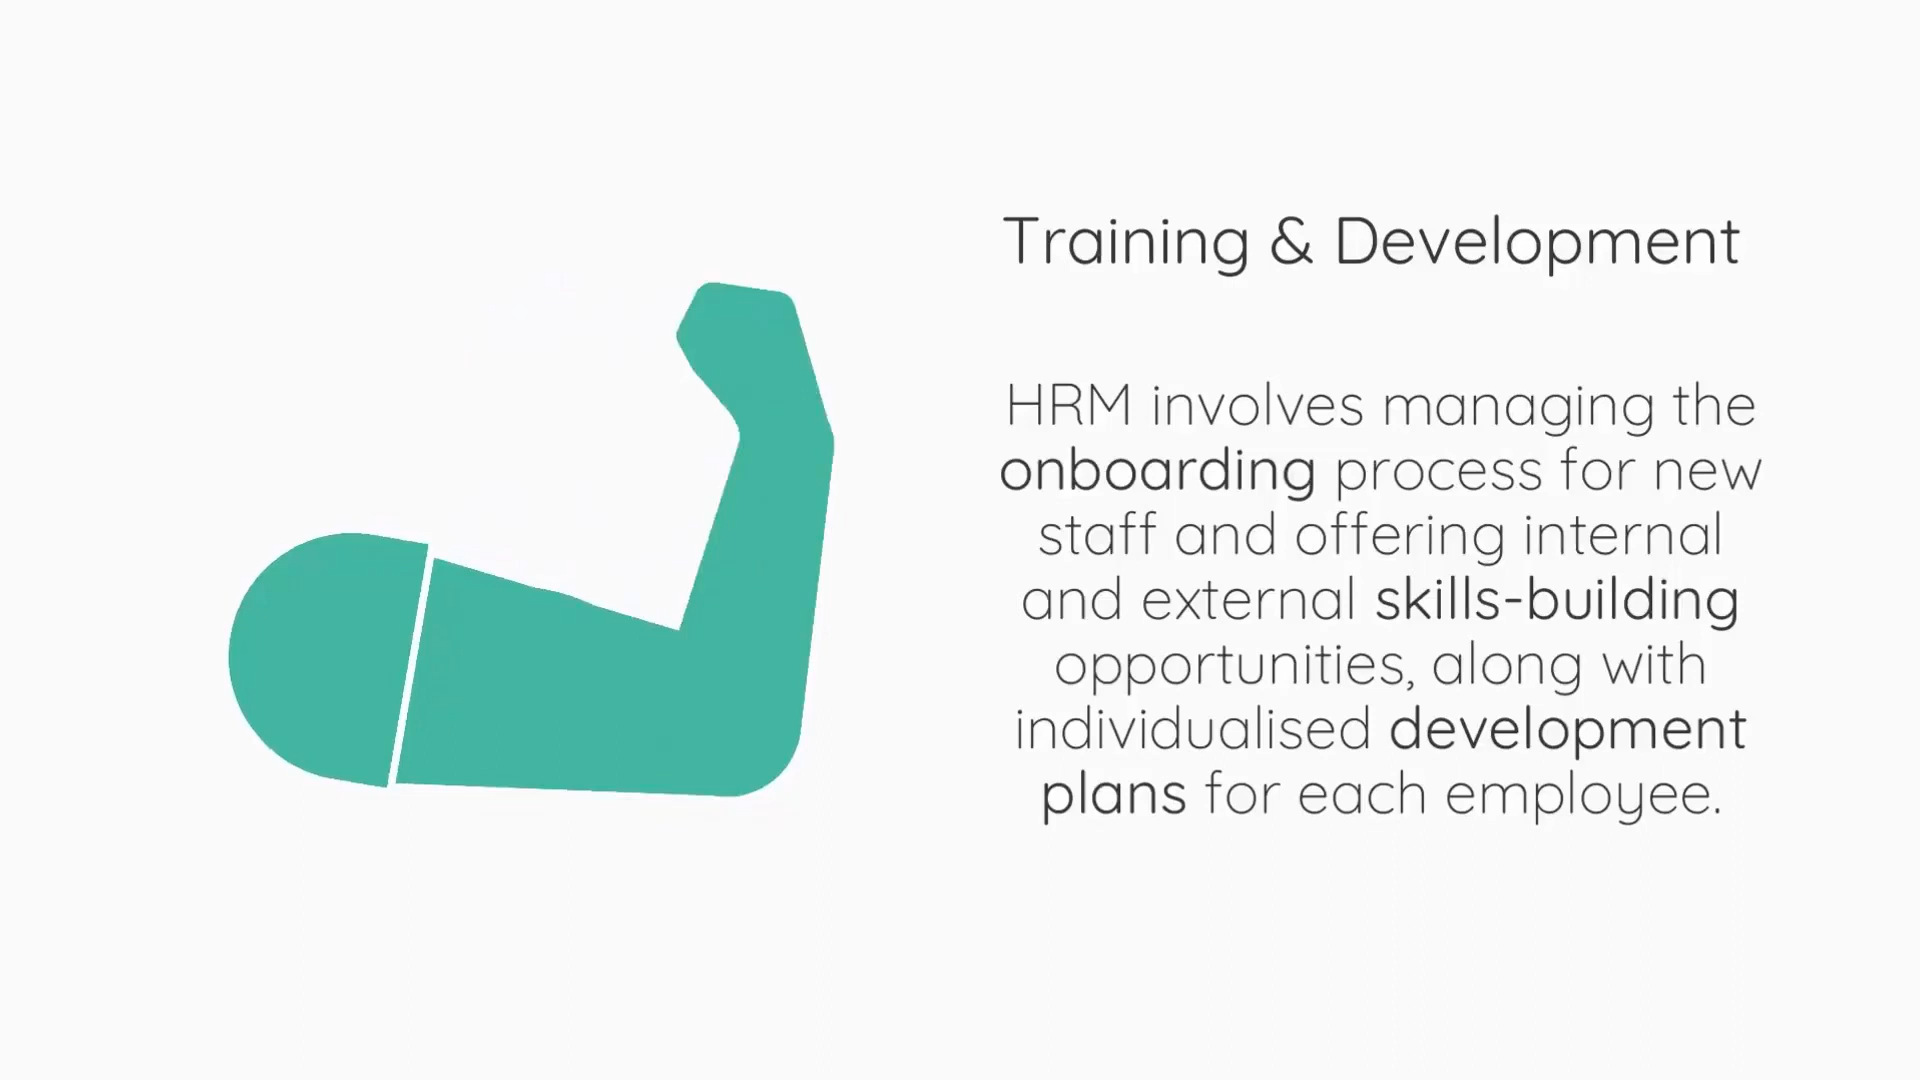 Training & Development
HRM involves managing the
onboarding process for new
staff and offering internal
and external skills-building
opportunities, along with
individualised development
plans for each employee.